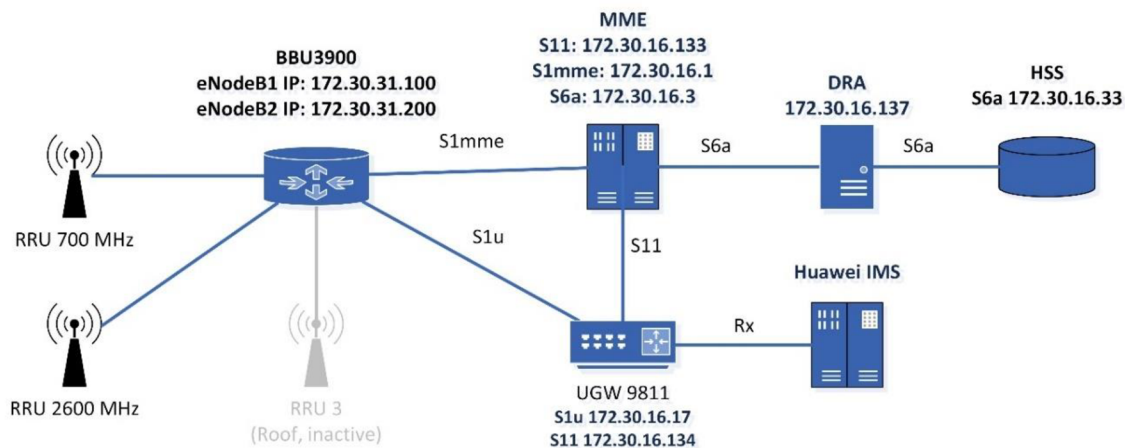 MME
S11: 172.30.16.133
S1mme: 172.30.16.1
S6a: 172.30.16.3
BBU3900
eNodeB1 IP: 172.30.31.100
eNodeB2 IP: 172.30.31.200
DRA
172.30.16.137
HSS
S6a 172.30.16.33
S1mme
S6a
S6a
RRU 700 MHz
S1u
S11
Huawei IMS
Rx
RRU 2600 MHz
RRU 3
(Roof, inactive)
UGW 9811
S1u 172.30.16.17
S11 172.30.16.134